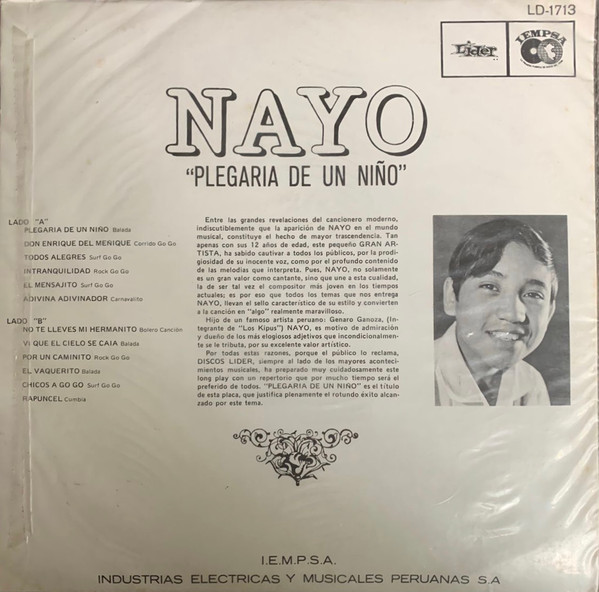 LD-1713
Lider
IEMPSA
NAYO
"PLEGARIA DE UN NIÑO"
LADO "A"
PLEGARIA DE UN NIÑO Balada
DON ENRIQUE DEL MEÑIQUE Corrido Go Go
TODOS ALEGRES Surf Go Go
INTRANQUILIDAD Rock Go Go
EL MENSAJITO Surf Go Go
ADIVINA ADIVINADOR Carnavalito
LADO "B"
NO TE LLEVES MI HERMANITO Bolero Canción
VI QUE EL CIELO SE CAIA Balada
POR UN CAMINITO Rock Go Go
EL VAQUERITO Balada
CHICOS A GO GO Surf Go Go
RAPUNCEL Cumbia
Entre las grandes revelaciones del cancionero moderno,
indiscutiblemente que la aparición de NAYO en el mundo
musical, constituye el hecho de mayor trascendencia. Tan
apenas con sus 12 años de edad, este pequeño GRAN AR-
TISTA, ha sabido cautivar a todos los públicos, por la prodi-
giosidad de su inocente voz, como por el profundo contenido
de las melodías que interpreta. Pues, NAYO, no solamente
es un gran valor como cantante, sino que une a esta cualidad,
la de ser tal vez el compositor más joven en los tiempos
actuales; es por eso que todos los temas que nos entrega
NAYO, llevan el sello característico de su estilo y convierten
a la canción en "algo" realmente maravilloso.
Hijo de un famoso artista peruano: Genaro Ganoza, (In-
tegrante de "Los Kipus") NAYO, es motivo de admiración
y dueño de los más elogiosos adjetivos que incondicionalmen-
te se le tributa, por su excelente valor artístico.
Por todas estas razones, porque el público lo reclama,
DISCOS LIDER, siempre al lado de los mayores aconteci-
mientos musicales, ha preparado muy cuidadosamente este
long play con un repertorio que por mucho tiempo será el
preferido de todos. "PLEGARIA DE UN NIÑO" es el título
de esta placa, que justifica plenamente el rotundo éxito alcan-
zado por este tema.
I.E.M.P.S.A.
INDUSTRIAS ELECTRICAS Y MUSICALES PERUANAS S.A